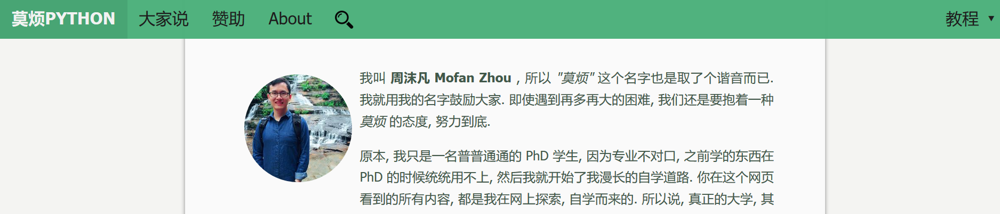 莫烦PYTHON 大家说 赞助 About 教程 ▼
我叫 周沫凡 Mofan Zhou , 所以 "莫烦" 这个名字也是取了个谐音而已.
我就用我的名字鼓励大家. 即使遇到再多再大的困难, 我们还是要抱着一种
莫烦 的态度, 努力到底.
原本, 我只是一名普普通通的 PhD 学生, 因为专业不对口, 之前学的东西在
PhD 的时候统统用不上, 然后我就开始了我漫长的自学道路. 你在这个网页
看到的所有内容, 都是我在网上探索, 自学而来的. 所以说, 真正的大学, 其